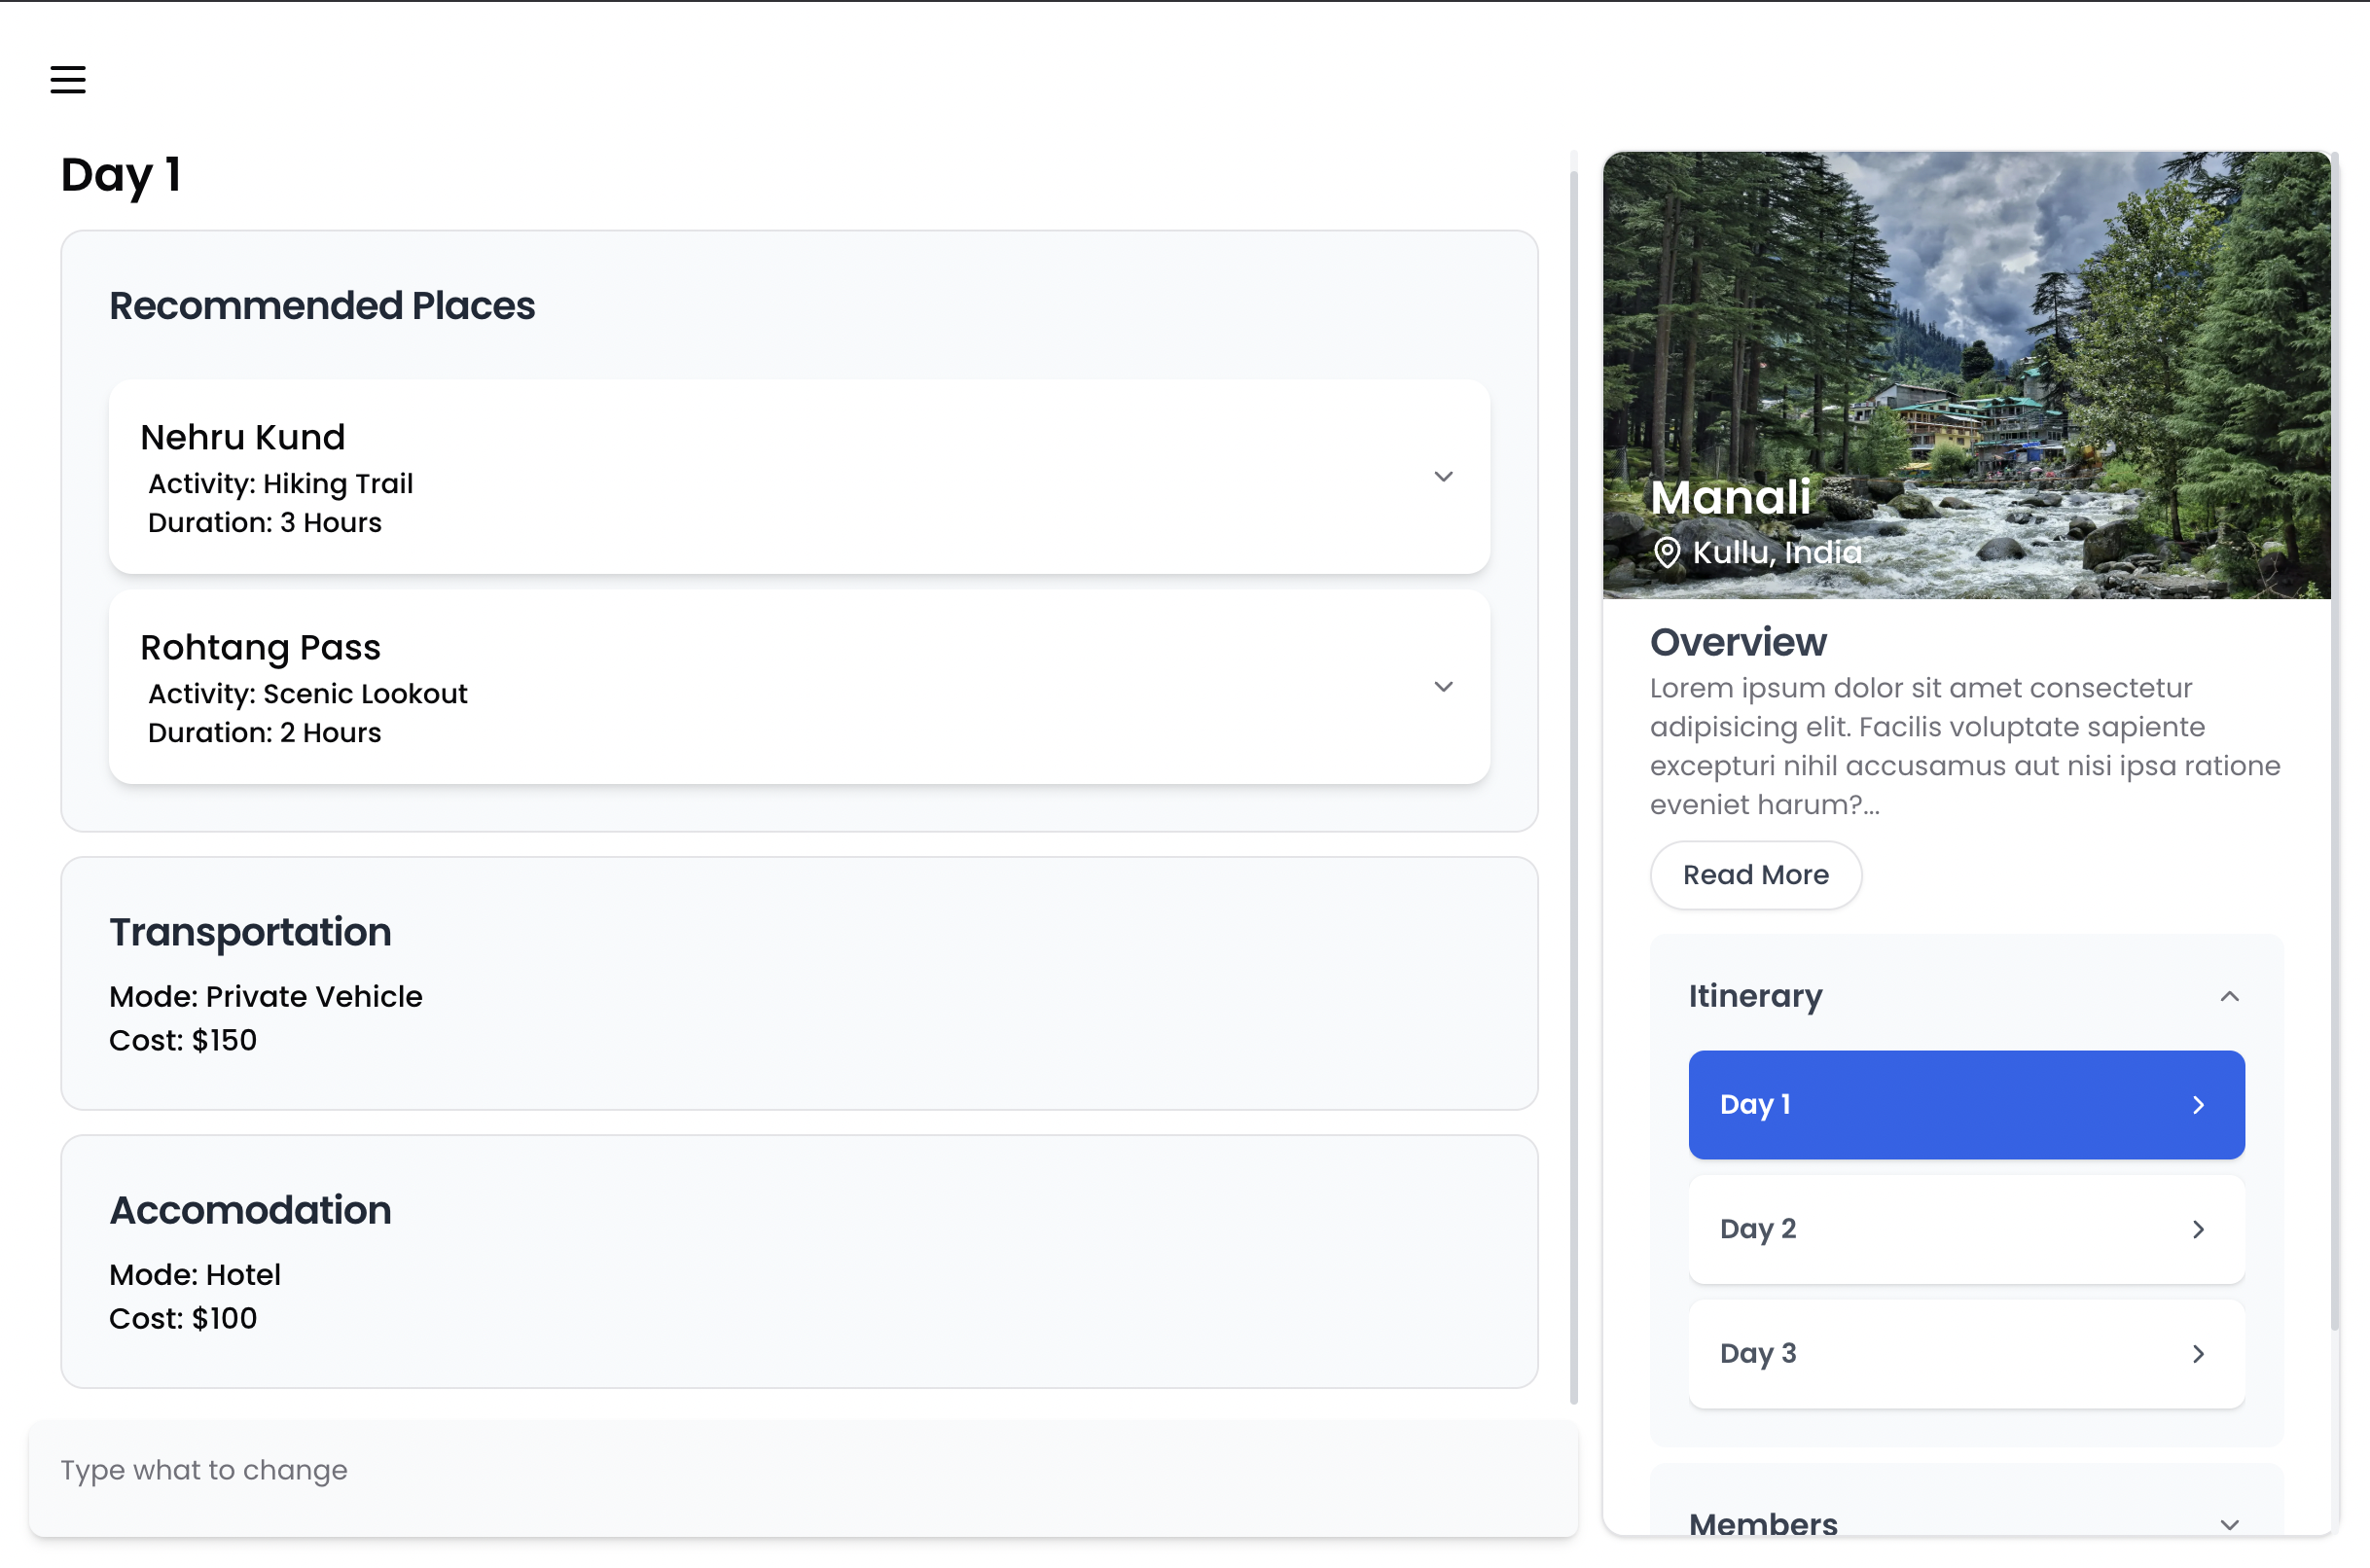 Day 1
Recommended Places
Nehru Kund
Activity: Hiking Trail
Duration: 3 Hours
Rohtang Pass
Activity: Scenic Lookout
Duration: 2 Hours
Transportation
Mode: Private Vehicle
Cost: $150
Accomodation
Mode: Hotel
Cost: $100
Type what to change
Manali
Kullu, India
Overview
Lorem ipsum dolor sit amet consectetur
adipisicing elit. Facilis voluptate sapiente
excepturi nihil accusamus aut nisi ipsa ratione
eveniet harum?...
Read More
Itinerary
Day 1
Day 2
Day 3
Members